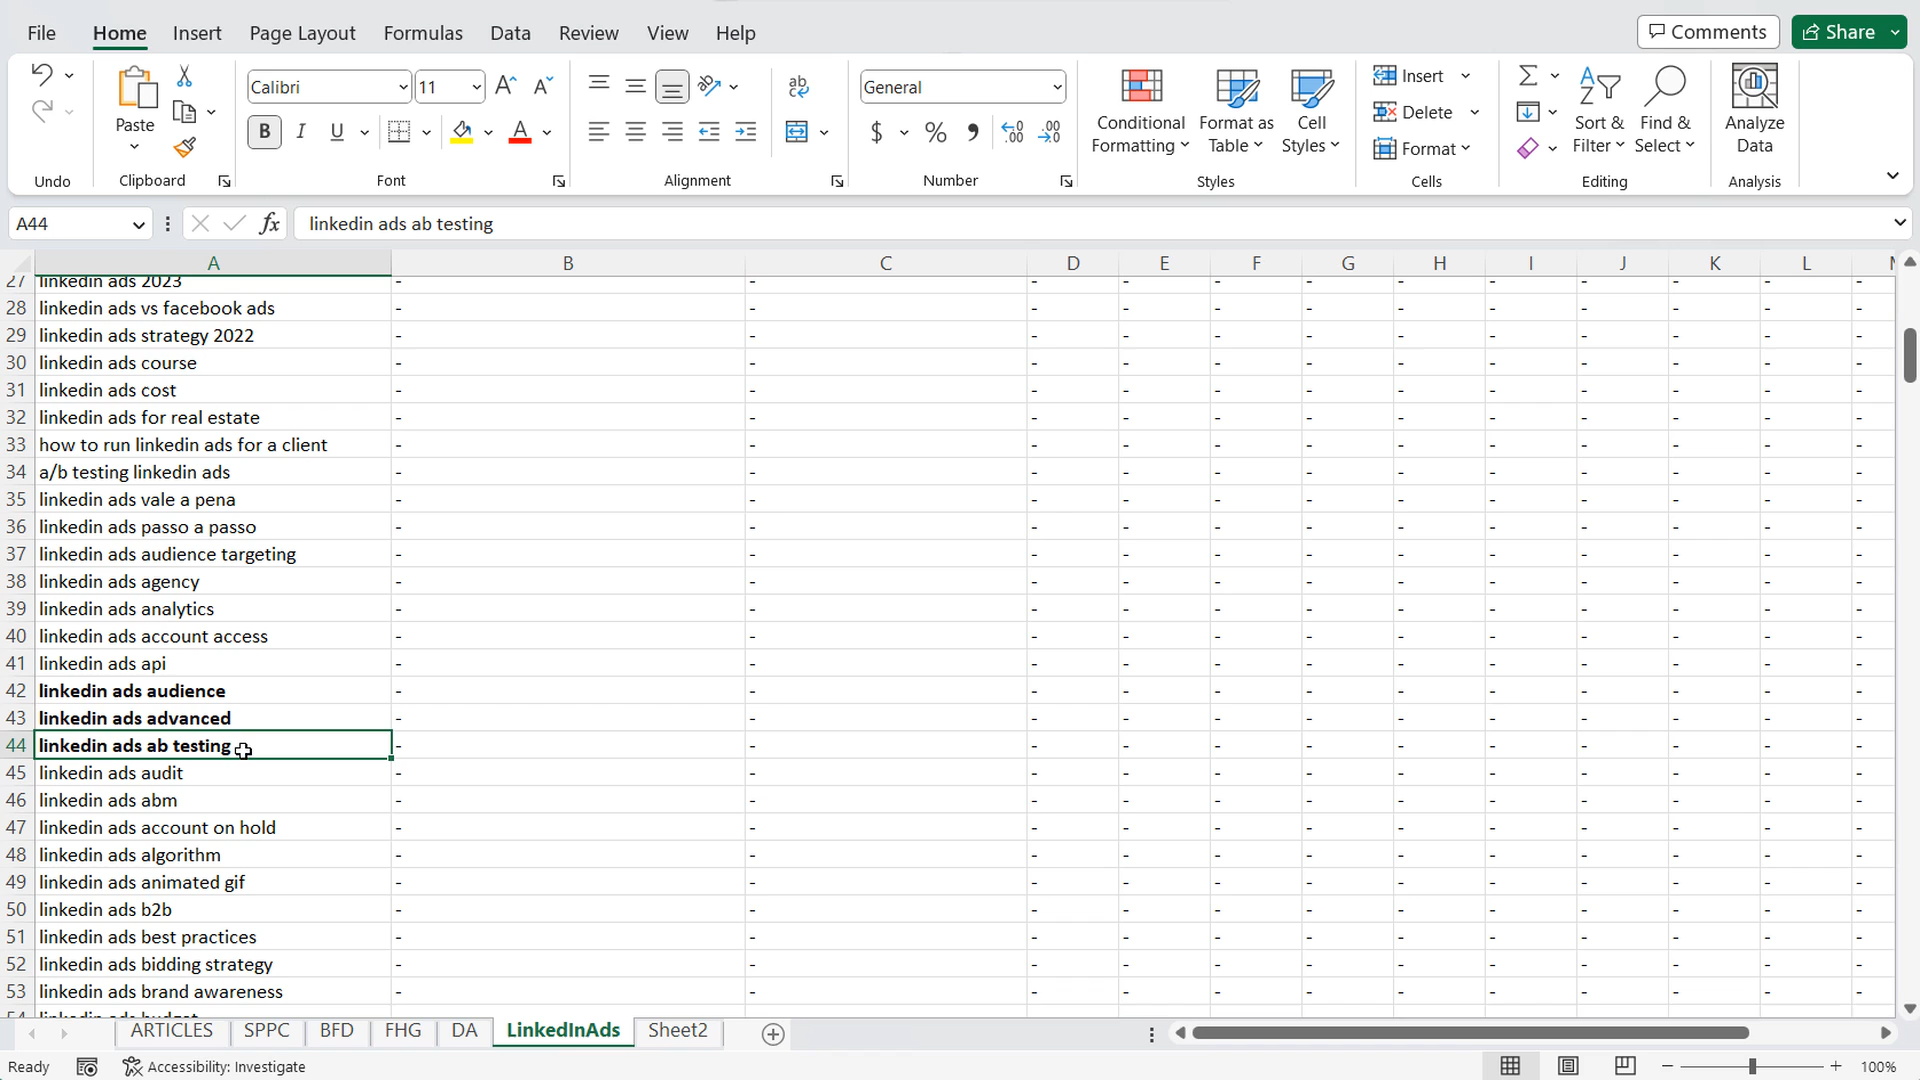 File Home Insert Page Layout Formulas Data Review View Help Comments Share
Calibri 11 General Insert
Paste B I U $ % Conditional Formatting Format as Table Cell Styles Delete Sort & Filter Find & Select Analyze Data
Format
Undo Clipboard Font Alignment Number Styles Cells Editing Analysis
A44 fx linkedin ads ab testing
A B C D E F G H I J K L
27 linkedin ads 2023 - - - - - - - - - - - -
28 linkedin ads vs facebook ads - - - - - - - - - - - -
29 linkedin ads strategy 2022 - - - - - - - - - - - -
30 linkedin ads course - - - - - - - - - - - -
31 linkedin ads cost - - - - - - - - - - - -
32 linkedin ads for real estate - - - - - - - - - - - -
33 how to run linkedin ads for a client - - - - - - - - - - - -
34 a/b testing linkedin ads - - - - - - - - - - - -
35 linkedin ads vale a pena - - - - - - - - - - - -
36 linkedin ads passo a passo - - - - - - - - - - - -
37 linkedin ads audience targeting - - - - - - - - - - - -
38 linkedin ads agency - - - - - - - - - - - -
39 linkedin ads analytics - - - - - - - - - - - -
40 linkedin ads account access - - - - - - - - - - - -
41 linkedin ads api - - - - - - - - - - - -
42 linkedin ads audience - - - - - - - - - - - -
43 linkedin ads advanced - - - - - - - - - - - -
44 linkedin ads ab testing - - - - - - - - - - - -
45 linkedin ads audit - - - - - - - - - - - -
46 linkedin ads abm - - - - - - - - - - - -
47 linkedin ads account on hold - - - - - - - - - - - -
48 linkedin ads algorithm - - - - - - - - - - - -
49 linkedin ads animated gif - - - - - - - - - - - -
50 linkedin ads b2b - - - - - - - - - - - -
51 linkedin ads best practices - - - - - - - - - - - -
52 linkedin ads bidding strategy - - - - - - - - - - - -
53 linkedin ads brand awareness - - - - - - - - - - - -
ARTICLES SPPC BFD FHG DA LinkedInAds Sheet2
Ready Accessibility: Investigate 100%